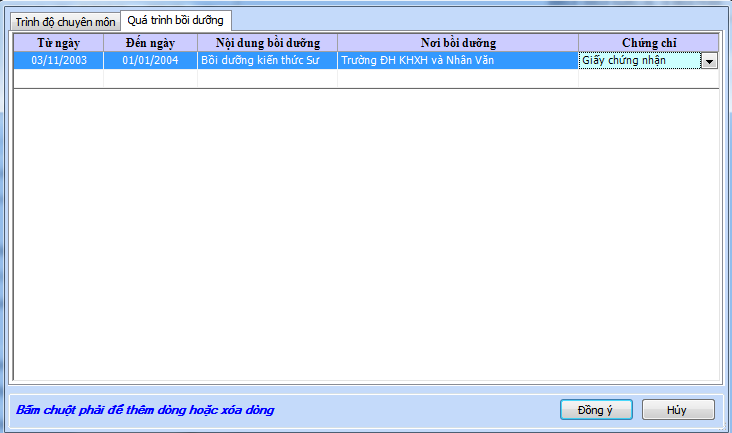 Trình độ chuyên môn Quá trình bồi dưỡng
Từ ngày Đến ngày Nội dung bồi dưỡng Nơi bồi dưỡng Chứng chỉ
03/11/2003 01/01/2004 Bồi dưỡng kiến thức Sư Trường ĐH KHXH và Nhân Văn Giấy chứng nhận
Bấm chuột phải để thêm dòng hoặc xóa dòng Đồng ý Hủy